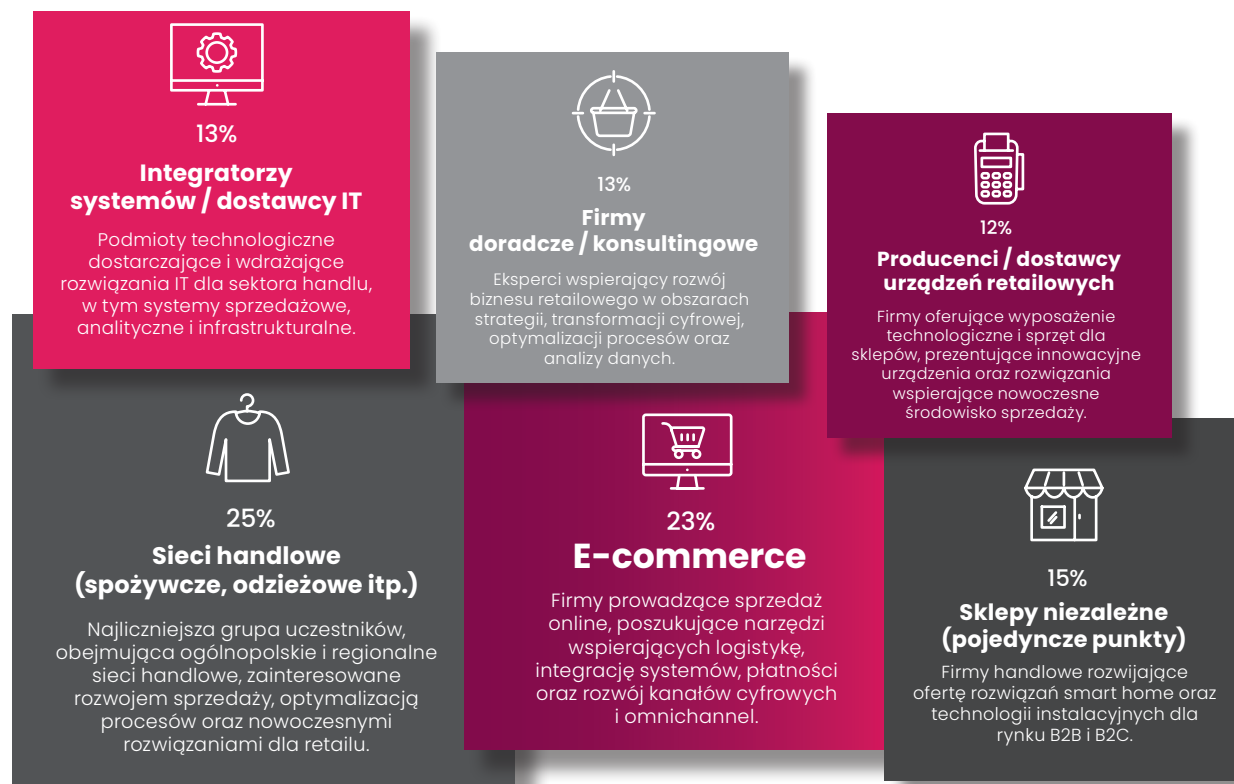 13%
Integratorzy
systemów / dostawcy IT
Podmioty technologiczne
dostarczające i wdrażające
rozwiązania IT dla sektora handlu,
w tym systemy sprzedażowe,
analityczne i infrastrukturalne.
13%
Firmy
doradcze / konsultingowe
Eksperci wspierający rozwój
biznesu retailowego w obszarach
strategii, transformacji cyfrowej,
optymalizacji procesów oraz
analizy danych.
12%
Producenci / dostawcy
urządzeń retailowych
Firmy oferujące wyposażenie
technologiczne i sprzęt dla
sklepów, prezentujące innowacyjne
urządzenia oraz rozwiązania
wspierające nowoczesne
środowisko sprzedaży.
25%
Sieci handlowe
(spożywcze, odzieżowe itp.)
Najliczniejsza grupa uczestników,
obejmująca ogólnopolskie i regionalne
sieci handlowe, zainteresowane
rozwojem sprzedaży, optymalizacją
procesów oraz nowoczesnymi
rozwiązaniami dla retailu.
23%
E-commerce
Firmy prowadzące sprzedaż
online, poszukujące narzędzi
wspierających logistykę,
integrację systemów, płatności
oraz rozwój kanałów cyfrowych
i omnichannel.
15%
Sklepy niezależne
(pojedyncze punkty)
Firmy handlowe rozwijające
ofertę rozwiązań smart home oraz
technologii instalacyjnych dla
rynku B2B i B2C.